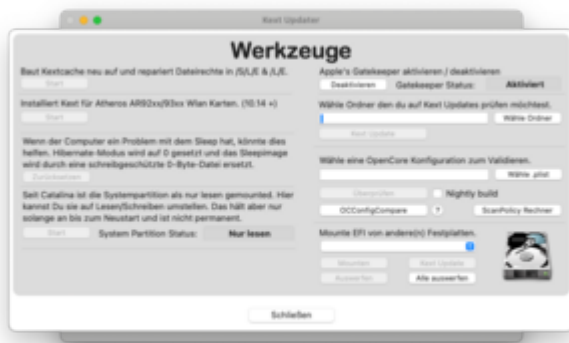 Kext Updater
Werkzeuge
Baut Kextcache neu auf und repariert Dateirechte in /S/L/E & /L/E.
Start
Installiert Kext für Atheros AR92xx/93xx Wlan Karten. (10.14 +)
Start
Wenn der Computer ein Problem mit dem Sleep hat, könnte dies
helfen. Hibernate-Modus wird auf 0 gesetzt und das Sleepimage
wird durch eine schreibgeschützte 0-Byte-Datei ersetzt.
Zurücksetzen
Seit Catalina ist die Systempartition als nur lesen gemounted. Hier
kannst Du sie auf Lesen/Schreiben umstellen. Das hält aber nur
solange an bis zum Neustart und ist nicht permanent.
Start System Partition Status: Nur lesen
Apple's Gatekeeper aktivieren / deaktivieren
Deaktivieren Gatekeeper Status: Aktiviert
Wähle Ordner den du auf Kext Updates prüfen möchtest.
Wähle Ordner
Kext Update
Wähle eine OpenCore Konfiguration zum Validieren.
Wähle .plist
Überprüfen Nightly build
OCConfigCompare ? ScanPolicy Rechner
Mounte EFI von andere(n) Festplatten.
Mounten Kext Update
Auswerfen Alle auswerfen
Schließen